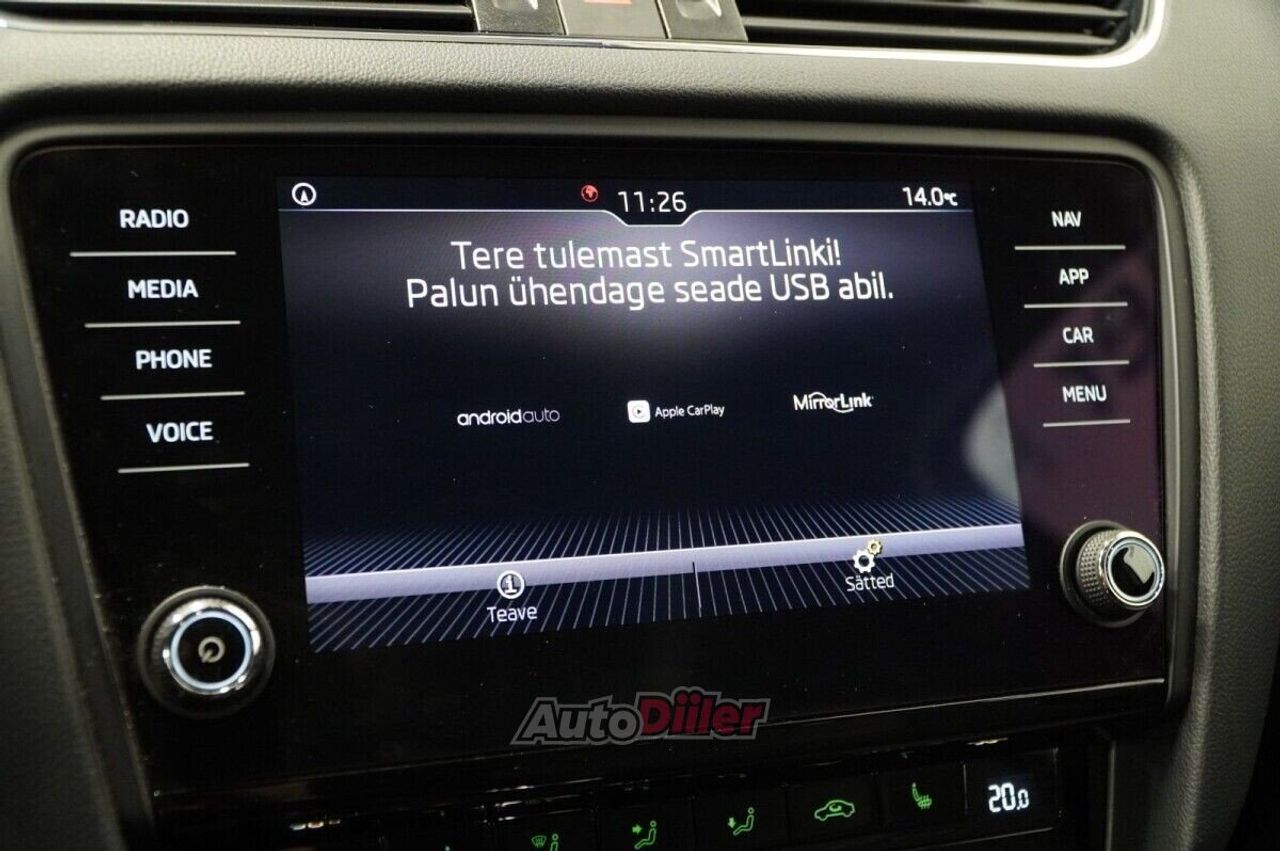 11:26
14.0°C
RADIO
MEDIA
PHONE
VOICE
Tere tulemast SmartLinki!
Palun ühendage seade USB abil.
androidauto
Apple CarPlay
MirrorLink
Teave
Sätted
NAV
APP
CAR
MENU
AutoDiiler
20.0